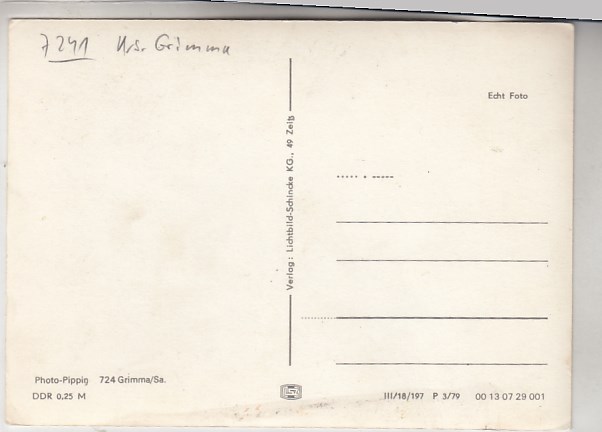 7241 Krs. Grimma
Echt Foto
Verlag: Lichtbild-Schincke KG., 49 Zeitz
Photo-Pippig 724 Grimma/Sa.
DDR 0,25 M
III/18/197 P 3/79 00 13 07 29 001